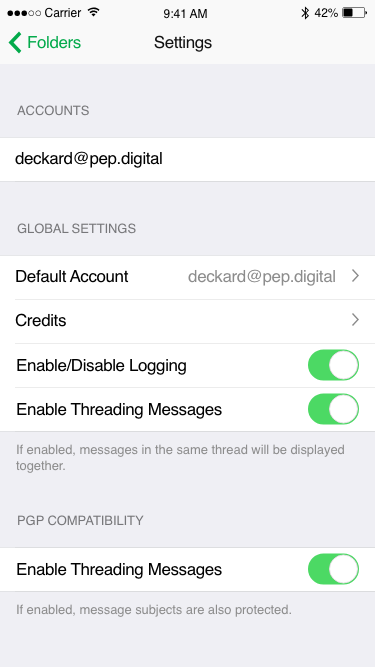 Carrier 9:41 AM 42%
Folders Settings
ACCOUNTS
deckard@pep.digital
GLOBAL SETTINGS
Default Account deckard@pep.digital
Credits
Enable/Disable Logging
Enable Threading Messages
If enabled, messages in the same thread will be displayed
together.
PGP COMPATIBILITY
Enable Threading Messages
If enabled, message subjects are also protected.